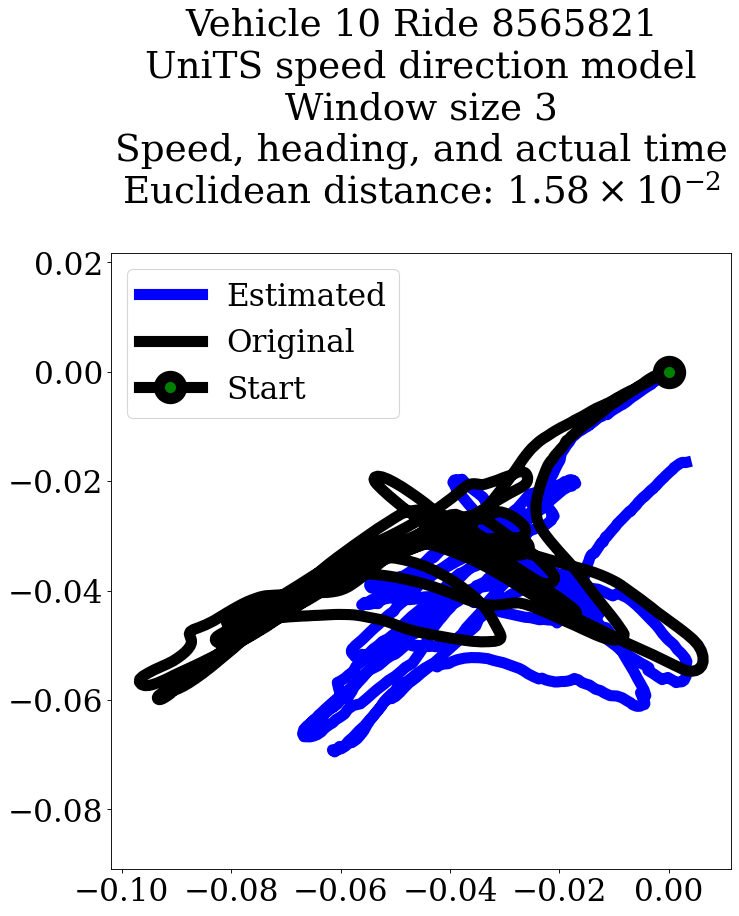 Vehicle 10 Ride 8565821
UniTS speed direction model
Window size 3
Speed, heading, and actual time
Euclidean distance: 1.58 × 10⁻²
0.02
Estimated
Original
0.00
Start
−0.02
−0.04
−0.06
−0.08
−0.10 −0.08 −0.06 −0.04 −0.02 0.00